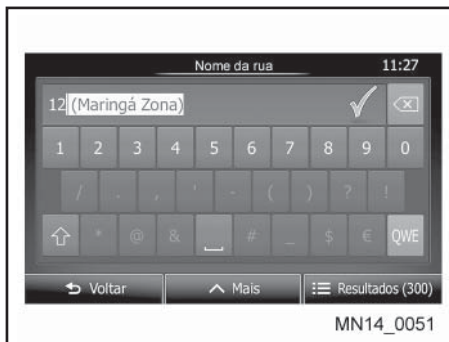 Nome da rua 11:27
12 (Maringá Zona)
1 2 3 4 5 6 7 8 9 0
/ . , ' - ( ) ? !
* @ & # _ $ € QWE
Voltar Mais Resultados (300)
MN14_0051